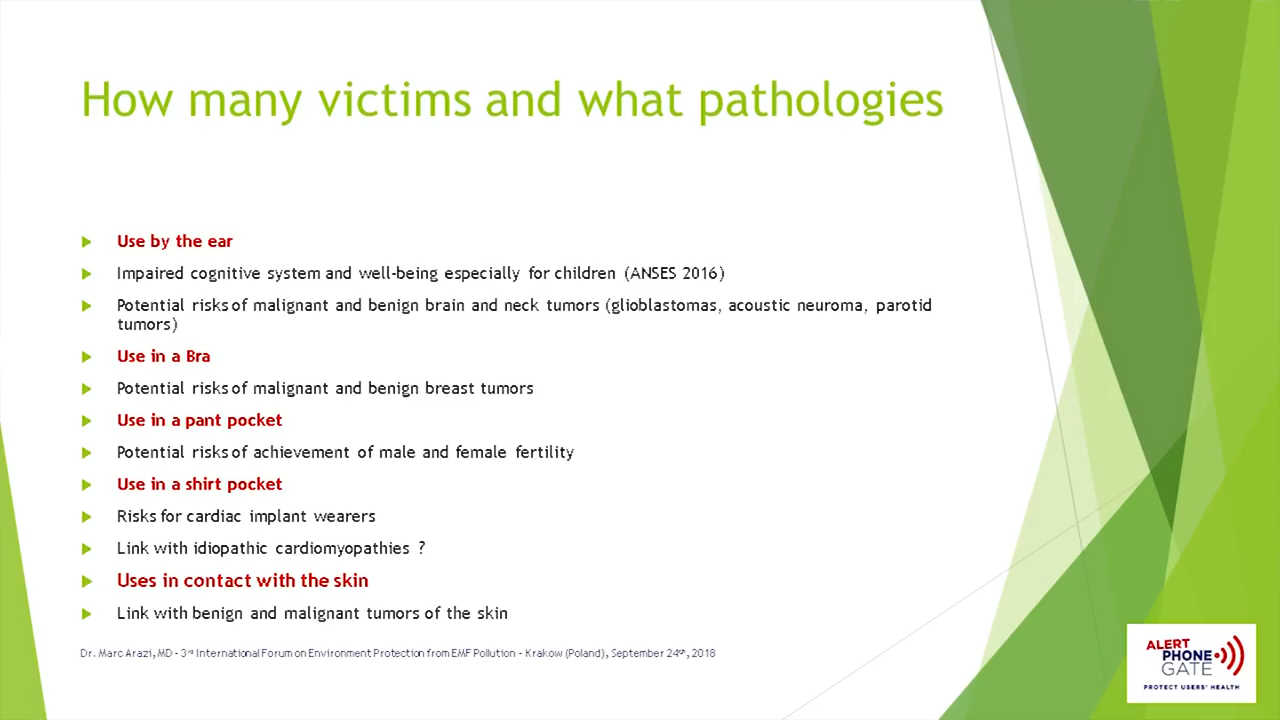 How many victims and what pathologies
Use by the ear
Impaired cognitive system and well-being especially for children (ANSES 2016)
Potential risks of malignant and benign brain and neck tumors (glioblastomas, acoustic neuroma, parotid
tumors)
Use in a Bra
Potential risks of malignant and benign breast tumors
Use in a pant pocket
Potential risks of achievement of male and female fertility
Use in a shirt pocket
Risks for cardiac implant wearers
Link with idiopathic cardiomyopathies ?
Uses in contact with the skin
Link with benign and malignant tumors of the skin
Dr. Marc Arazi, MD - 3rd International Forum on Environment Protection from EMF Pollution - Krakow (Poland), September 24th, 2018
ALERT
PHONE
GATE
PROTECT USERS' HEALTH